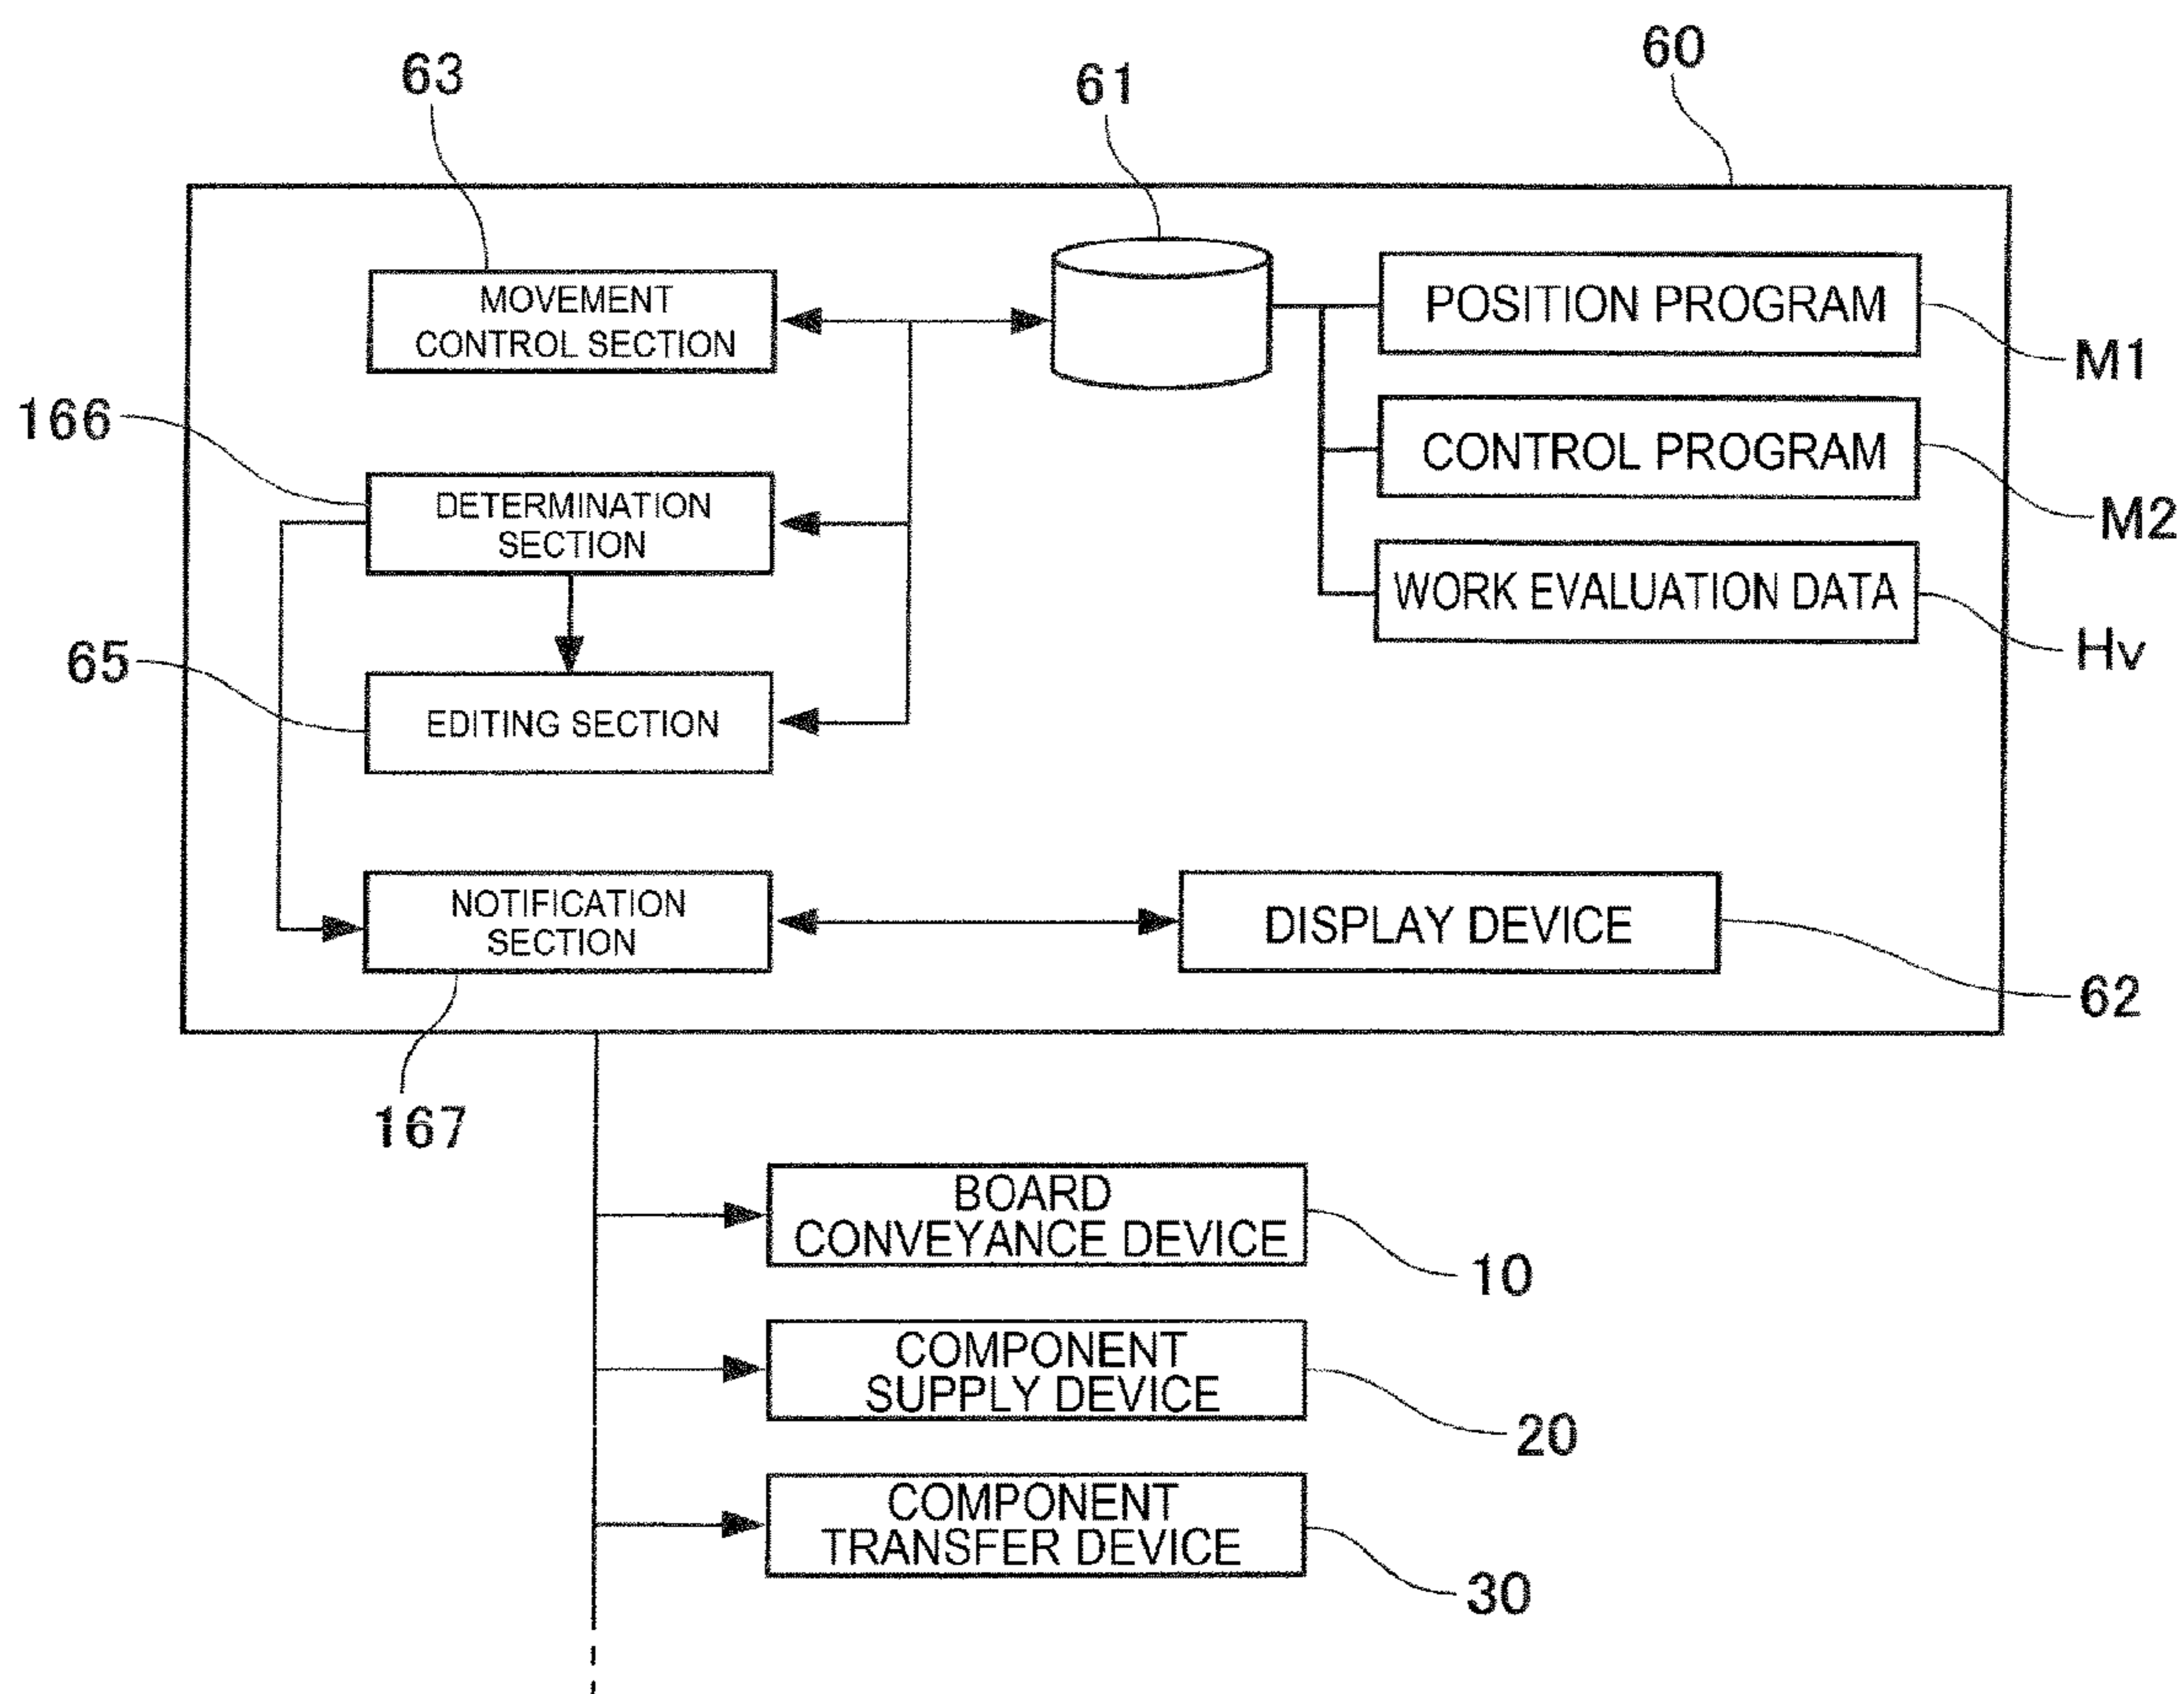 60
63
61
MOVEMENT
CONTROL SECTION
POSITION PROGRAM
M1
166
CONTROL PROGRAM
DETERMINATION
SECTION
M2
WORK EVALUATION DATA
Hv
65
EDITING SECTION
NOTIFICATION
SECTION
DISPLAY DEVICE
62
167
BOARD
CONVEYANCE DEVICE
10
COMPONENT
SUPPLY DEVICE
20
COMPONENT
TRANSFER DEVICE
30